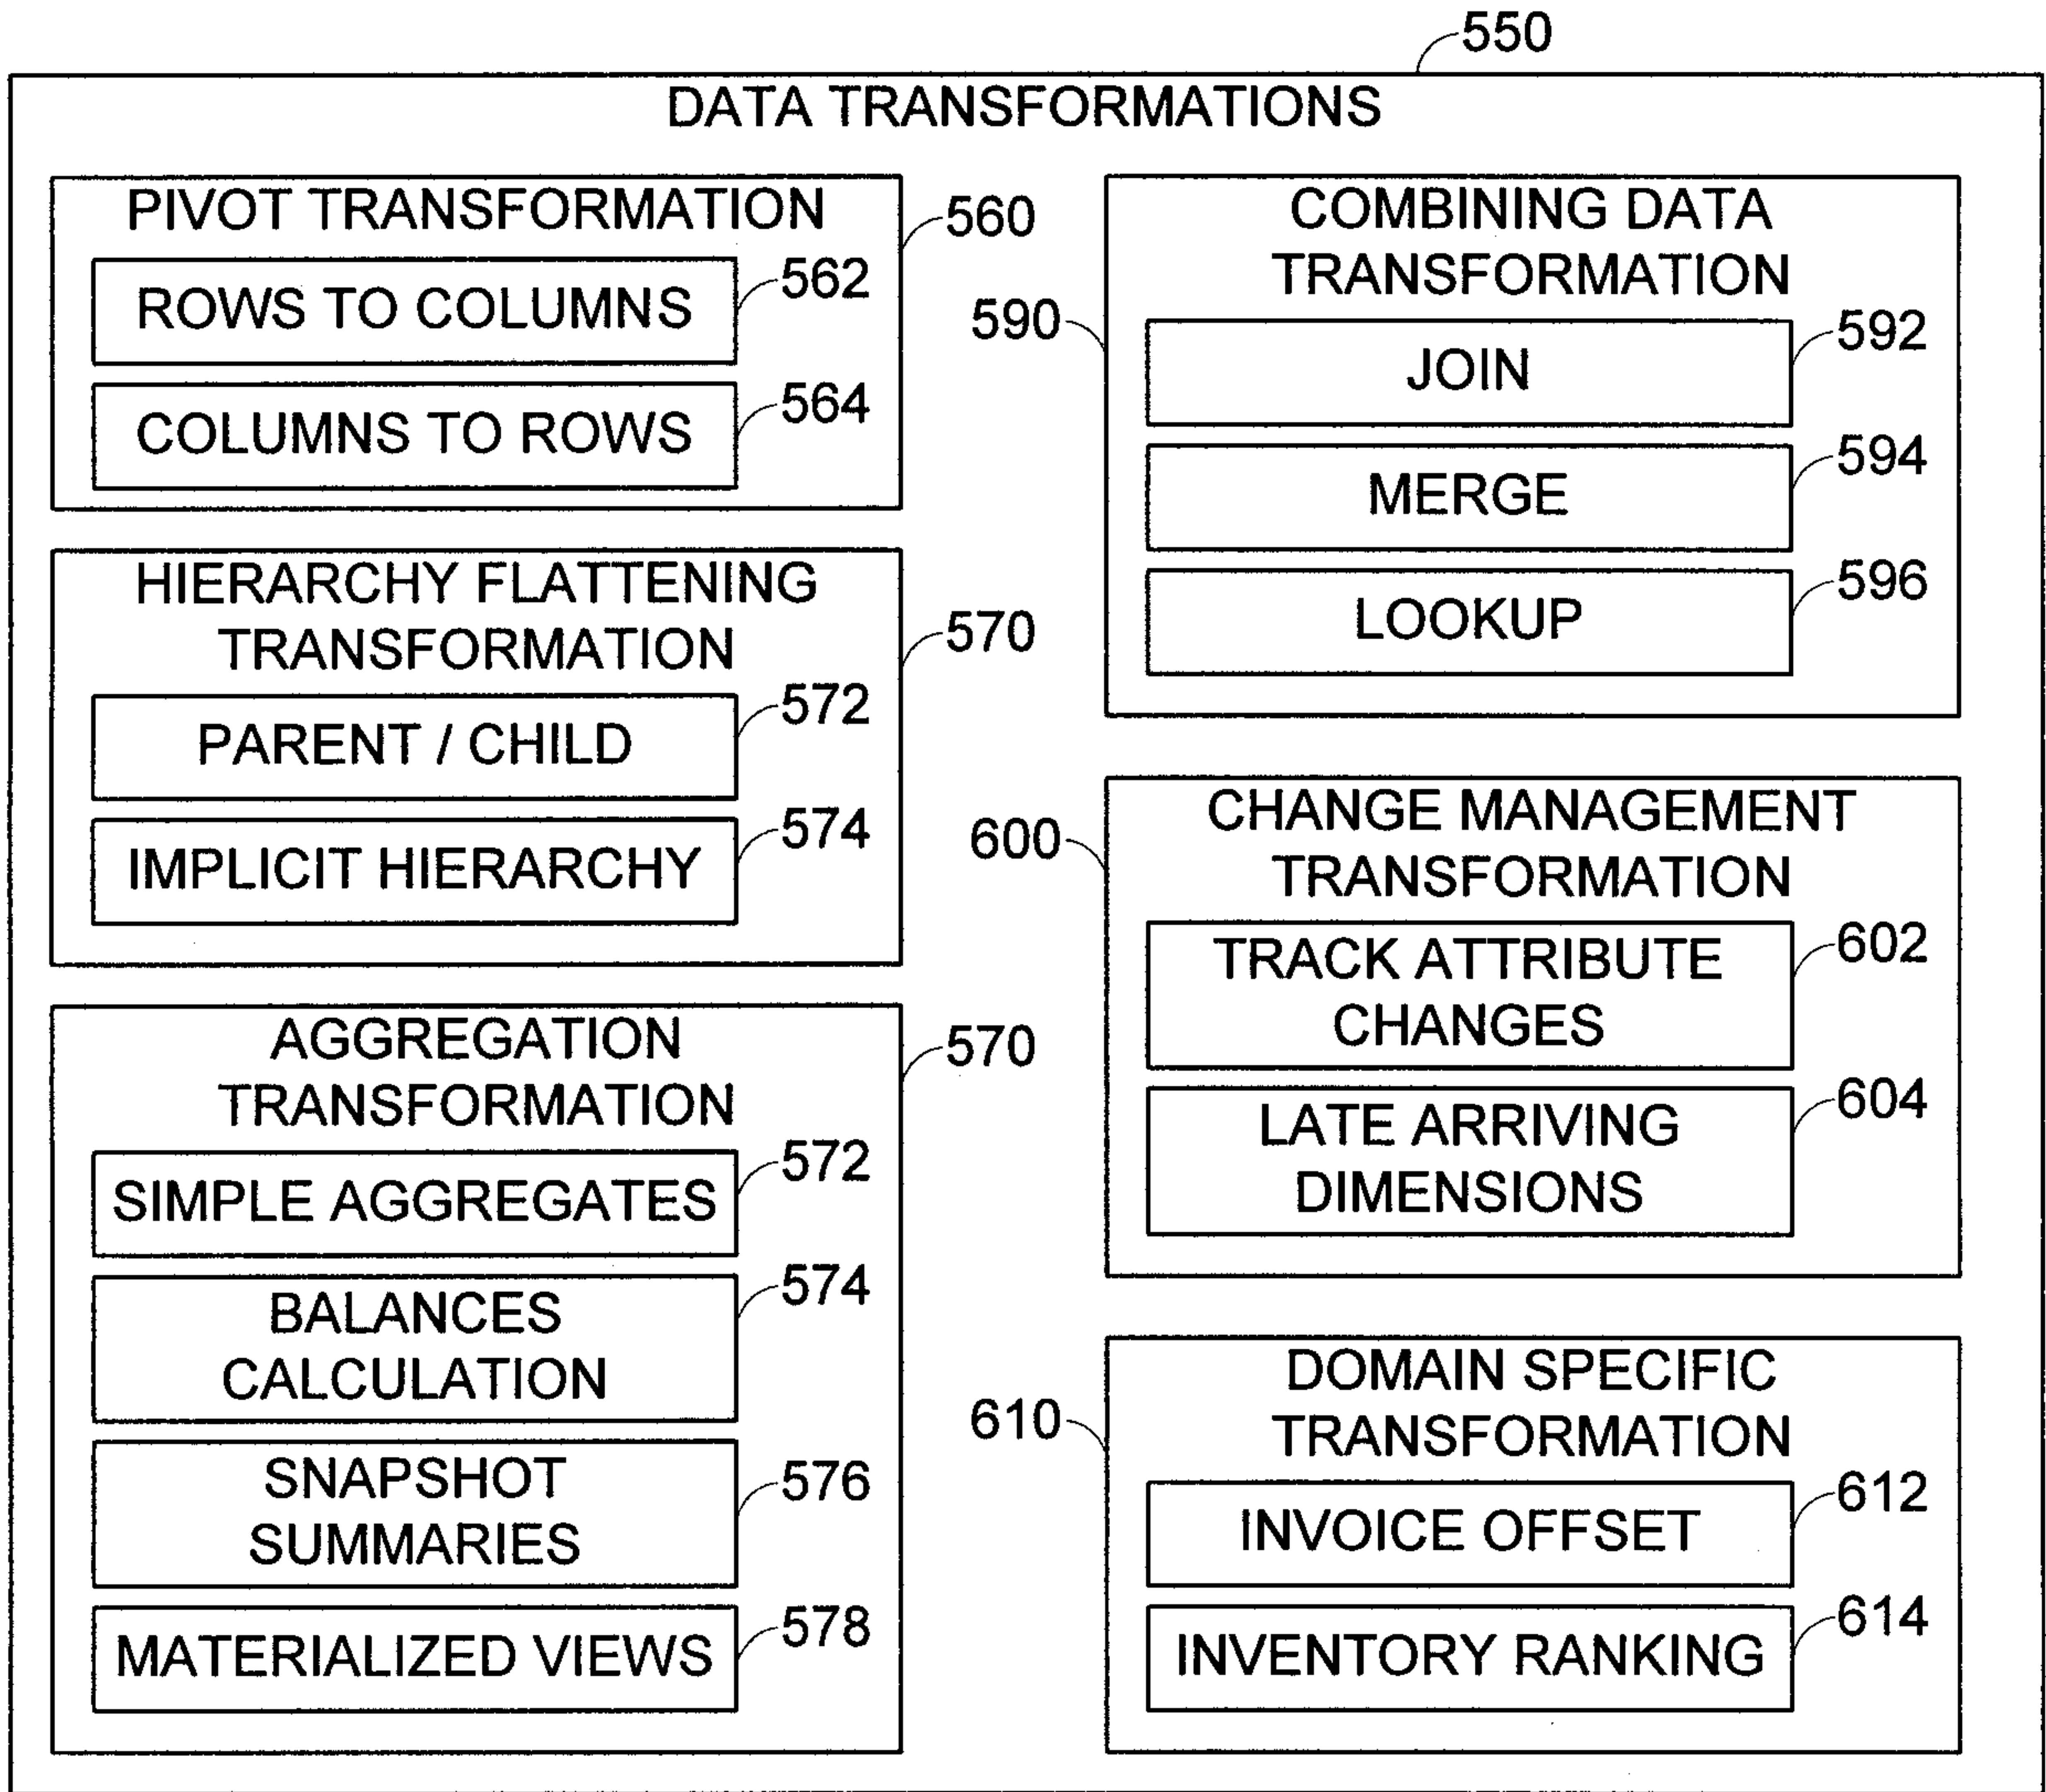 550
DATA TRANSFORMATIONS
PIVOT TRANSFORMATION
560
ROWS TO COLUMNS
562
COLUMNS TO ROWS
564
HIERARCHY FLATTENING
TRANSFORMATION
570
PARENT / CHILD
572
IMPLICIT HIERARCHY
574
AGGREGATION
TRANSFORMATION
570
SIMPLE AGGREGATES
572
BALANCES
CALCULATION
574
SNAPSHOT
SUMMARIES
576
MATERIALIZED VIEWS
578
COMBINING DATA
TRANSFORMATION
590
JOIN
592
MERGE
594
LOOKUP
596
CHANGE MANAGEMENT
TRANSFORMATION
600
TRACK ATTRIBUTE
CHANGES
602
LATE ARRIVING
DIMENSIONS
604
DOMAIN SPECIFIC
TRANSFORMATION
610
INVOICE OFFSET
612
INVENTORY RANKING
614